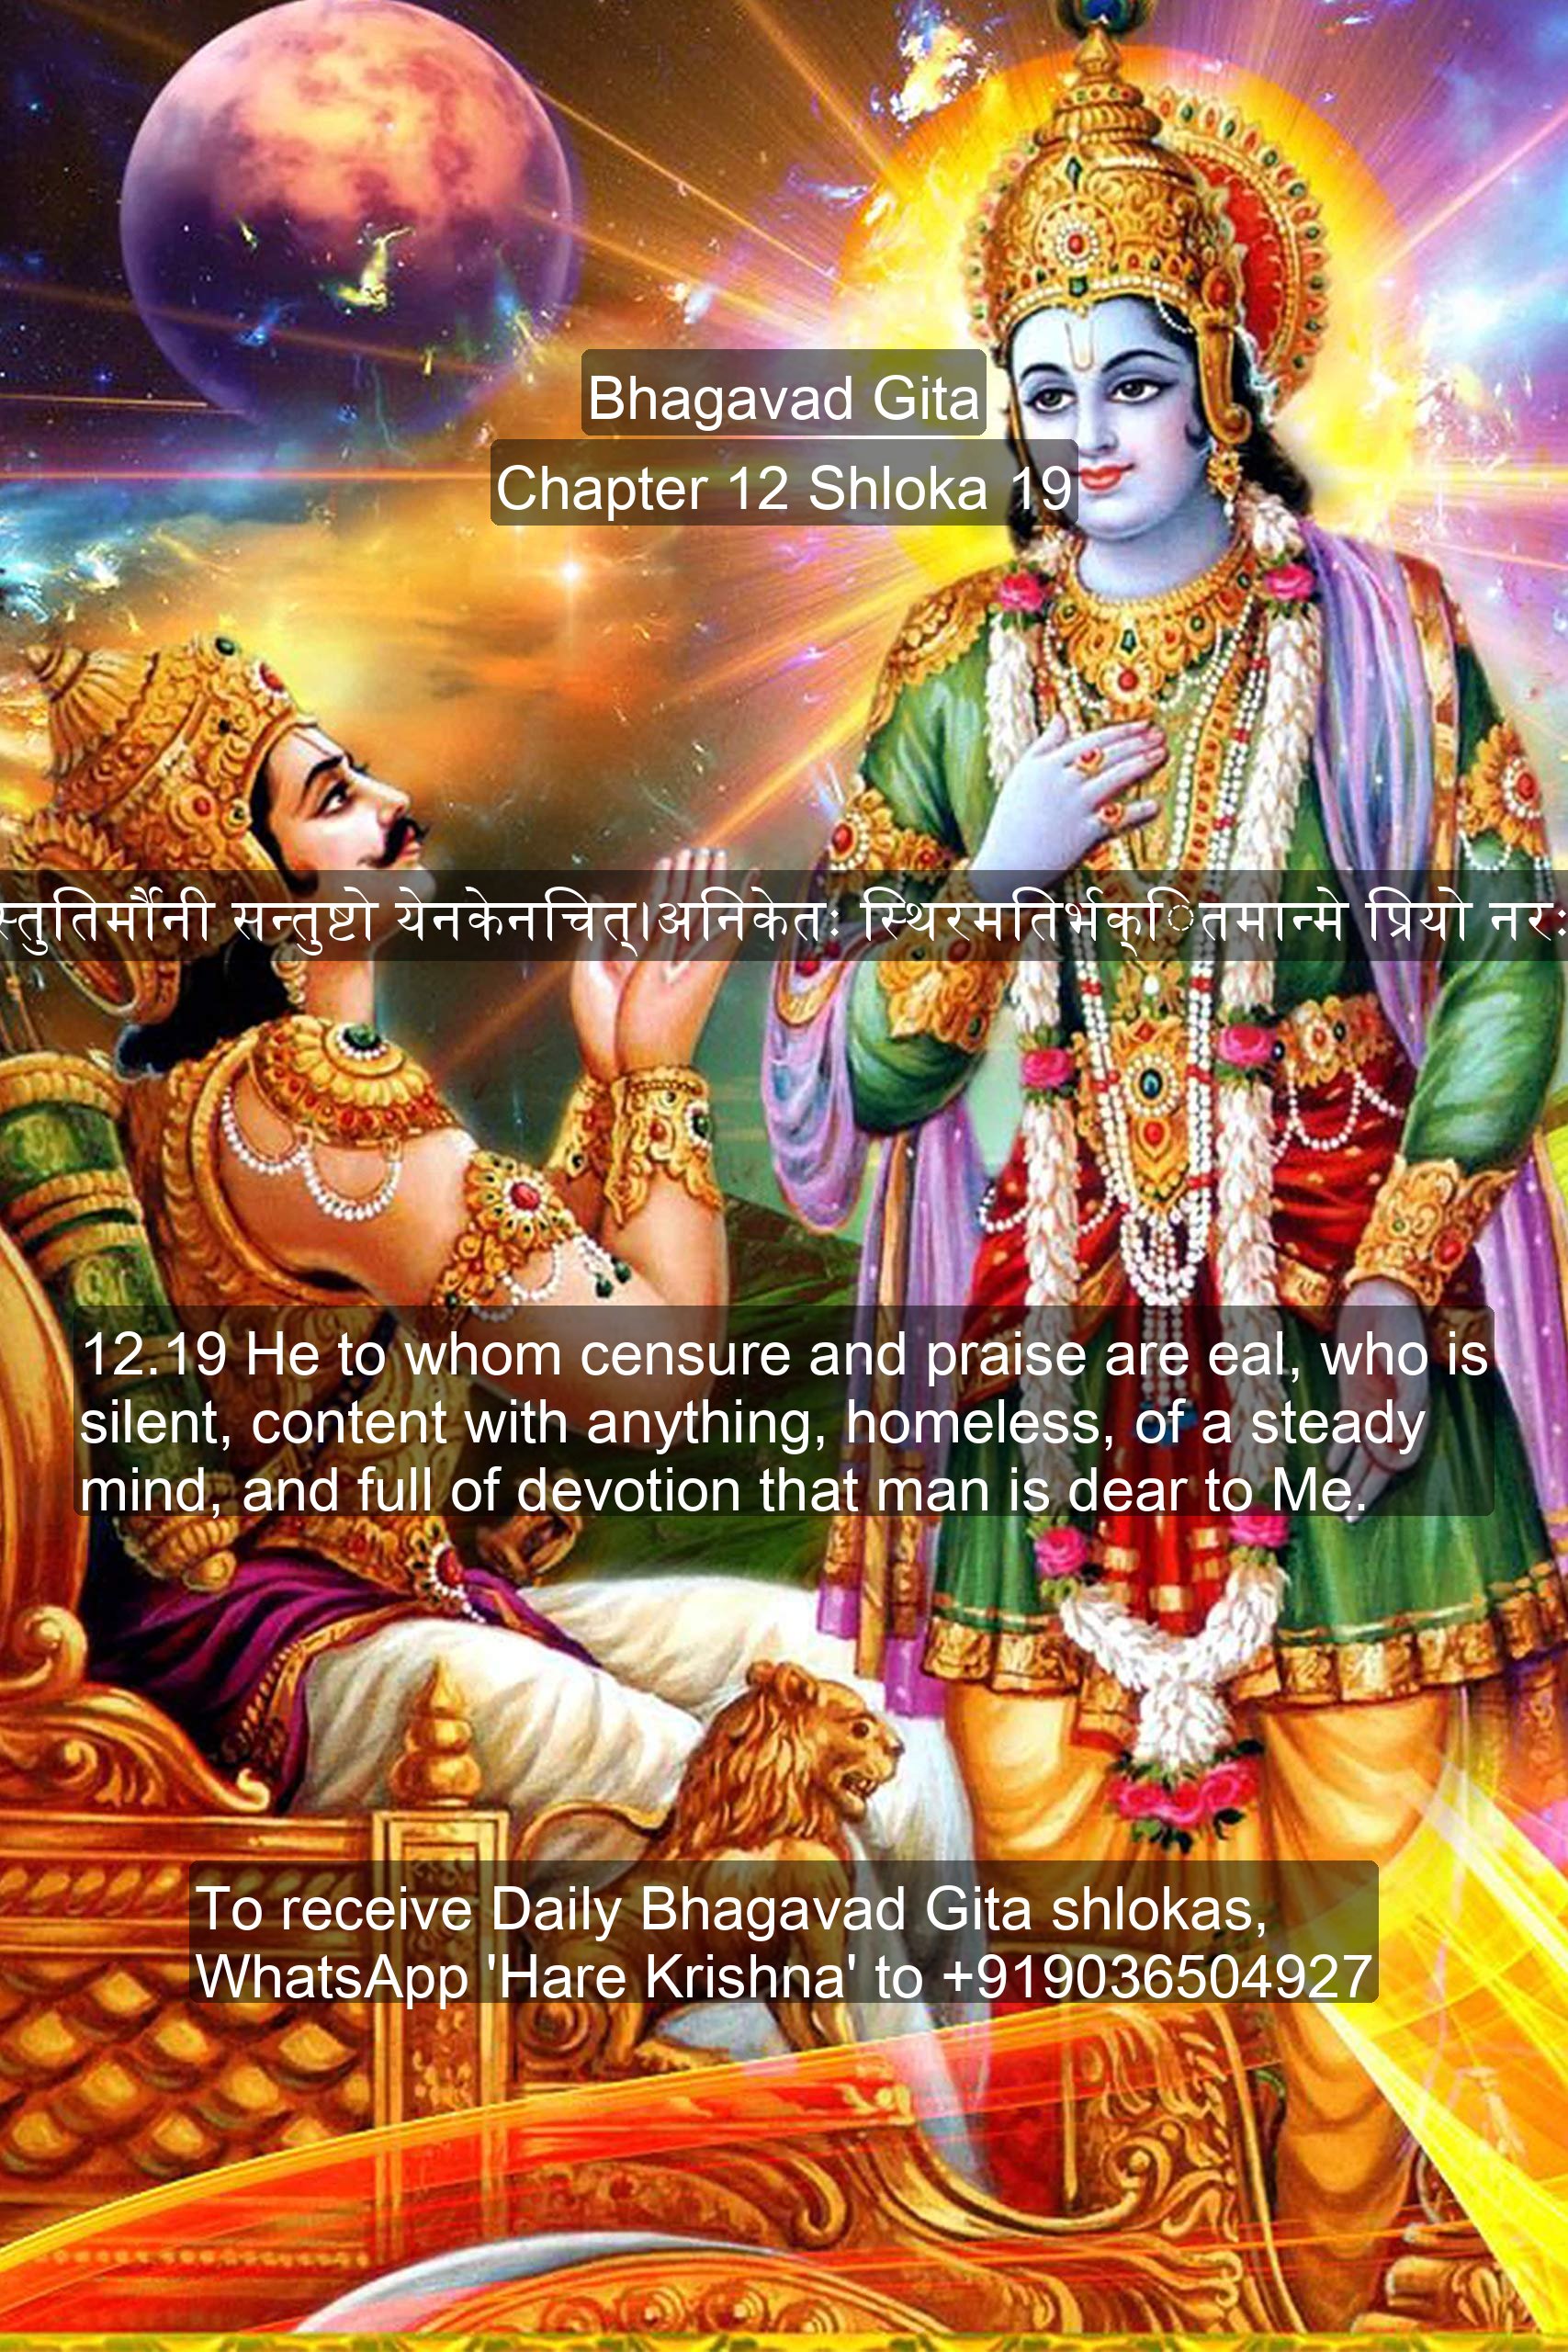 Bhagavad Gita
Chapter 12 Shloka 19
स्तुतिर्मौनी सन्तुष्टो येनकेनचित्।अनिकेतः स्थिरमतिर्भक्ितमान्मे प्रियो नरः
12.19 He to whom censure and praise are eal, who is
silent, content with anything, homeless, of a steady
mind, and full of devotion that man is dear to Me.
To receive Daily Bhagavad Gita shlokas,
WhatsApp 'Hare Krishna' to +919036504927